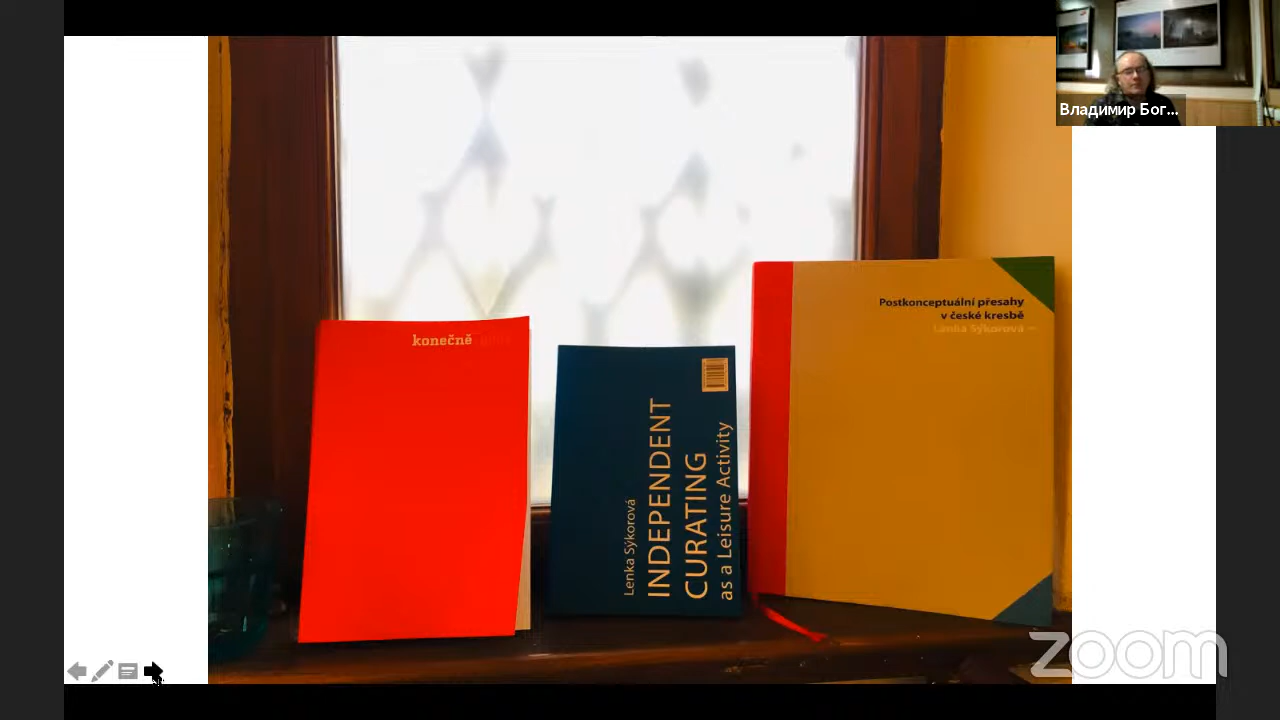 Владимир Бог...
konečně
Lenka Sýkorová
INDEPENDENT
CURATING
as a Leisure Activity
Postkonceptuální přesahy
v české kresbě
Lenka Sýkorová
zoom